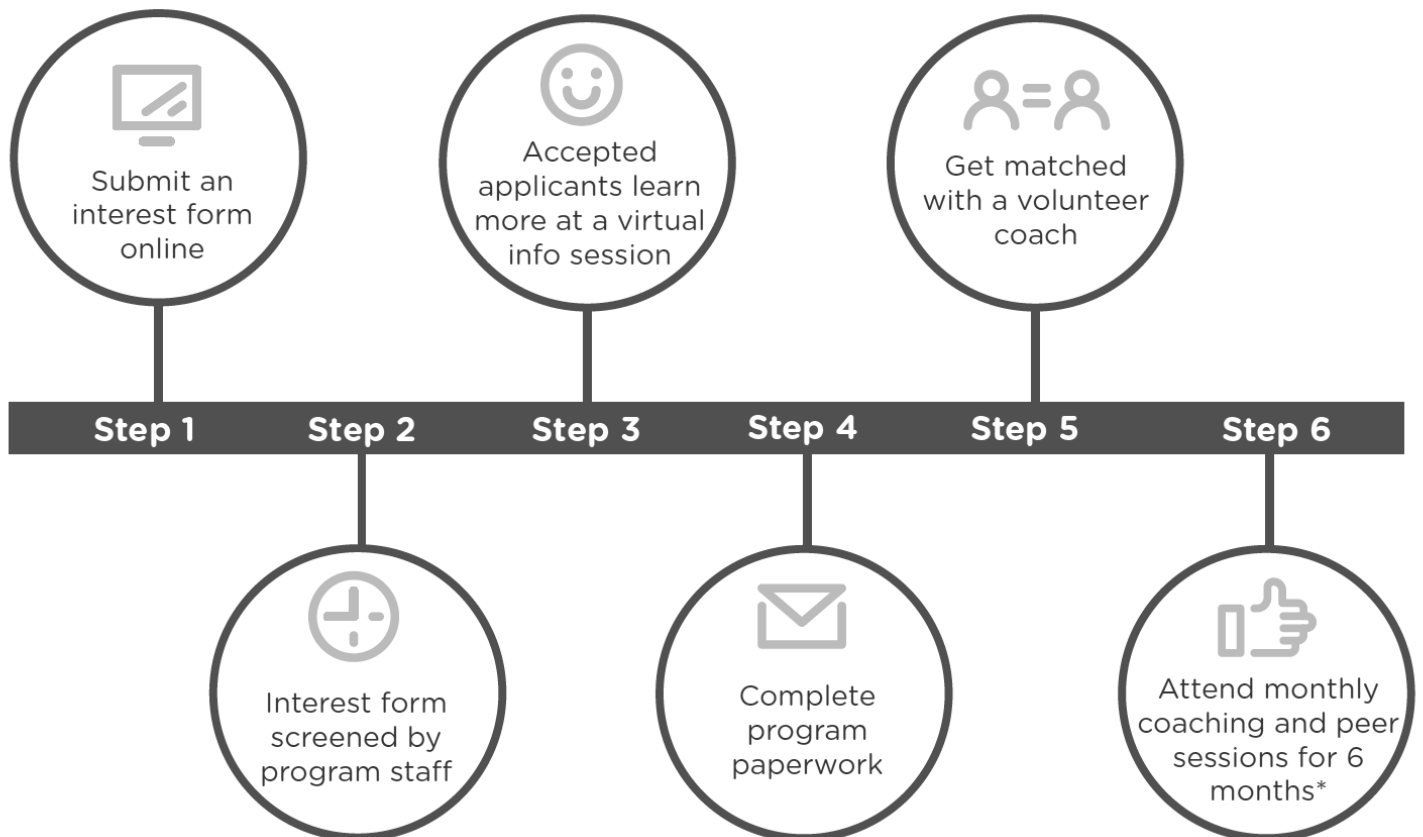 Submit an
interest form
online
Accepted
applicants learn
more at a virtual
info session
Get matched
with a volunteer
coach
Step 1
Step 2
Step 3
Step 4
Step 5
Step 6
Interest form
screened by
program staff
Complete
program
paperwork
Attend monthly
coaching and peer
sessions for 6
months*